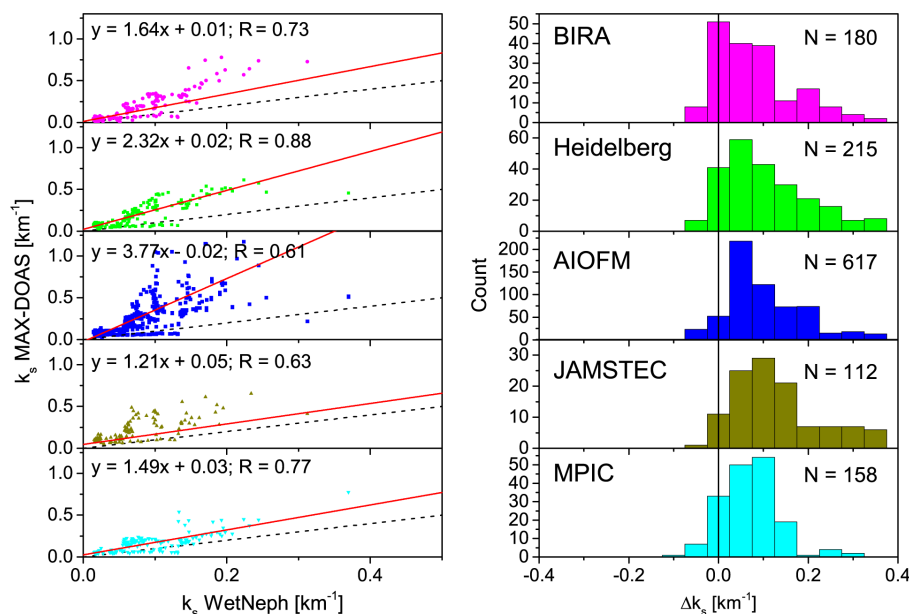 y = 1.64x + 0.01; R = 0.73
1.0
0.5
0.0
y = 2.32x + 0.02; R = 0.88
1.0
0.5
0.0
y = 3.77x - 0.02; R = 0.61
1.0
0.5
0.0
y = 1.21x + 0.05; R = 0.63
1.0
0.5
0.0
y = 1.49x + 0.03; R = 0.77
1.0
0.5
0.0
0.0 0.2 0.4
ks MAX-DOAS [km-1]
ks WetNeph [km-1]
BIRA
N = 180
50
40
30
20
10
0
Heidelberg
N = 215
60
40
20
0
AIOFM
N = 617
200
150
100
50
0
JAMSTEC
N = 112
30
20
10
0
MPIC
N = 158
50
40
30
20
10
0
-0.4 -0.2 0.0 0.2 0.4
Count
Δks [km-1]